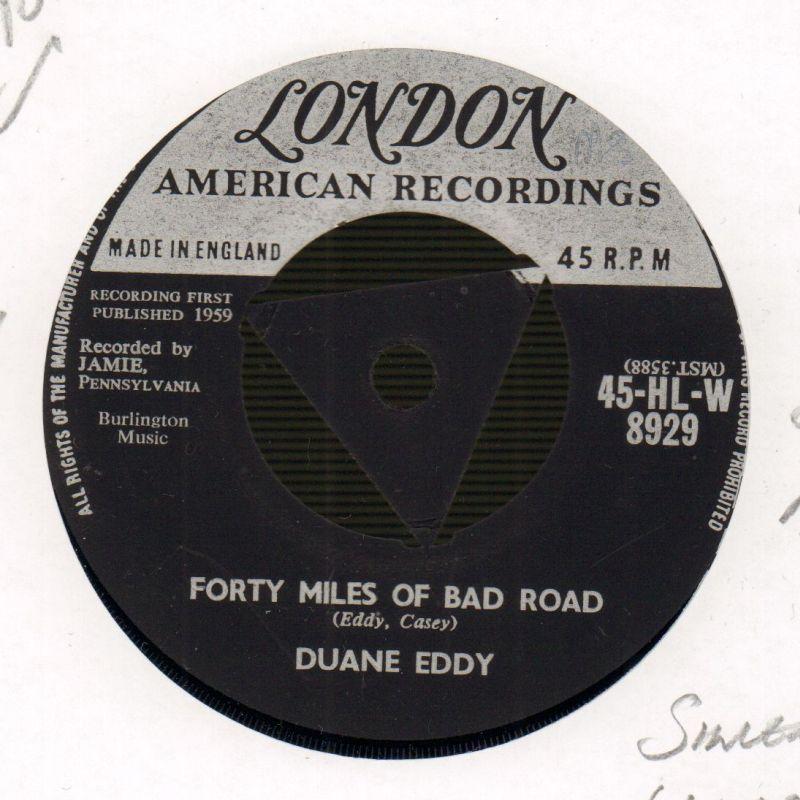 LONDON
AMERICAN RECORDINGS
MADE IN ENGLAND
45 R.P.M
RECORDING FIRST
PUBLISHED 1959
Recorded by
JAMIE,
PENNSYLVANIA
Burlington
Music
(MST.3588)
45-HL-W
8929
FORTY MILES OF BAD ROAD
(Eddy, Casey)
DUANE EDDY
ALL RIGHTS OF THE MANUFACTURER AND OF
RECORD PROHIBITED